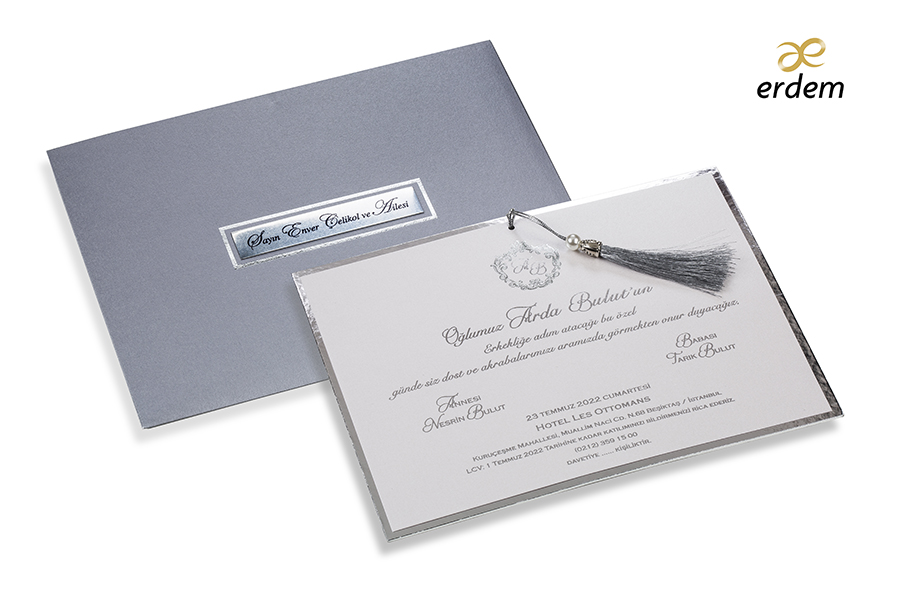 erdem
Sayın Enver Çelikol ve Ailesi
AB
Oğlumuz Arda Bulut'un
Erkekliğe adım atacağı bu özel
günde siz dost ve akrabalarımızı aramızda görmekten onur duyacağız.
Annesi
Nesrin Bulut
Babası
Tarık Bulut
23 Temmuz 2022 Cumartesi
Hotel Les Ottomans
Kuruçeşme Mahallesi, Muallim Naci Cd. N.68 Beşiktaş / İstanbul
LCV: 1 Temmuz 2022 Tarihine kadar katılımınızı bildirmenizi rica ederiz.
(0212) 359 15 00
davetiye ...... kişiliktir.